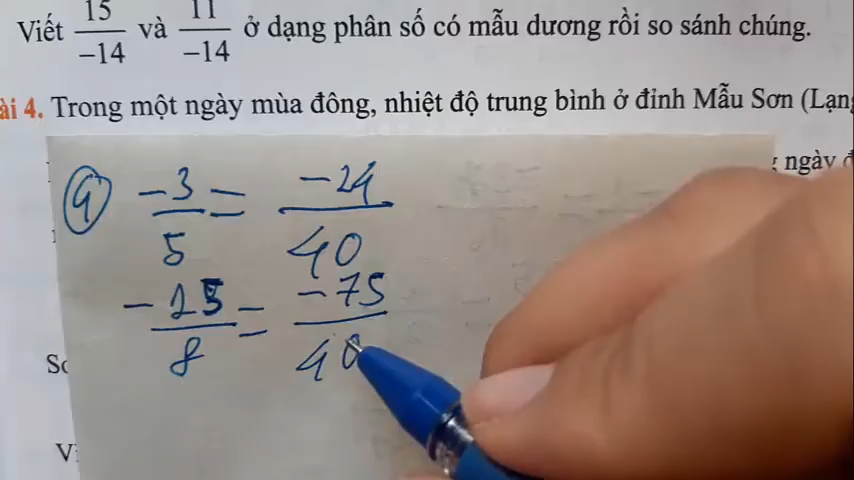 Viết 15/-14 và 11/-14 ở dạng phân số có mẫu dương rồi so sánh chúng.
ài 4. Trong một ngày mùa đông, nhiệt độ trung bình ở đỉnh Mẫu Sơn (Lạng
ngày đ
(4) -3/5 = -24/40
-15/8 = -75/40